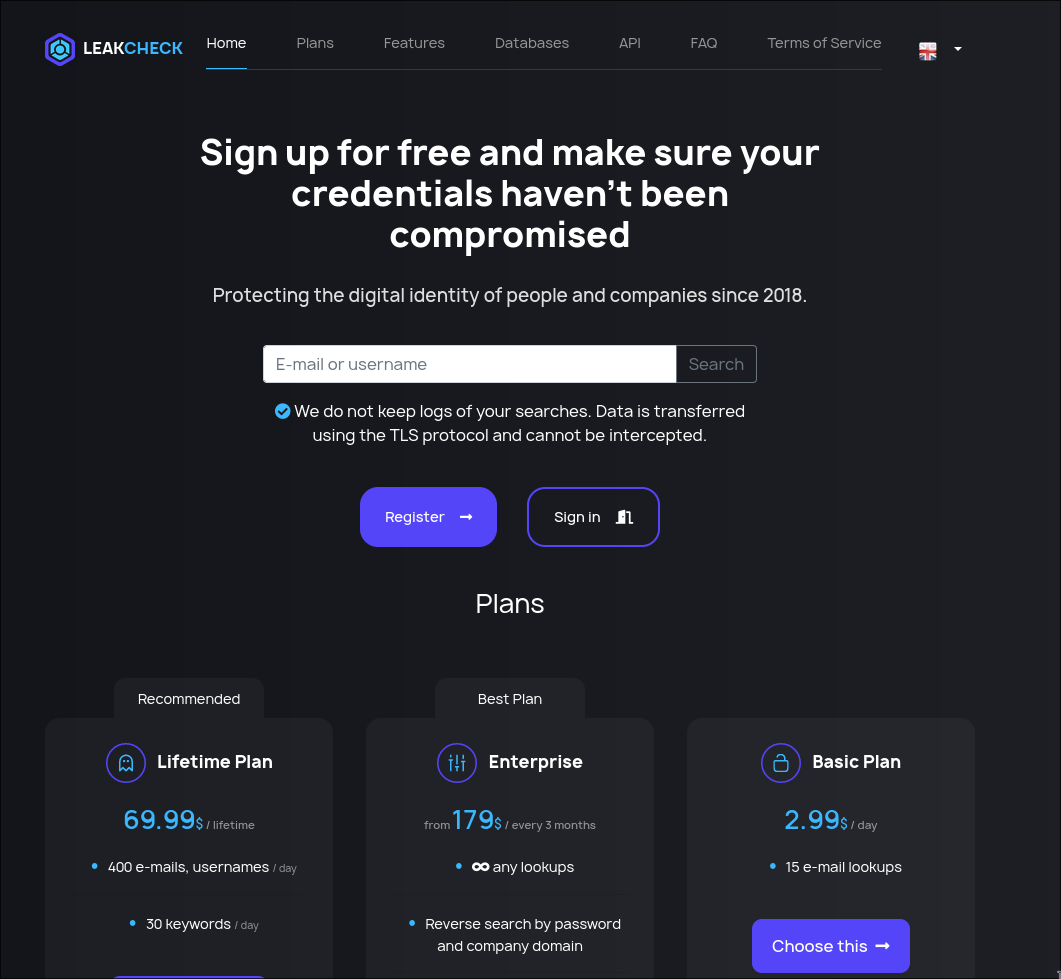 LEAKCHECK
Home
Plans
Features
Databases
API
FAQ
Terms of Service
Sign up for free and make sure your
credentials haven't been
compromised
Protecting the digital identity of people and companies since 2018.
E-mail or username
Search
We do not keep logs of your searches. Data is transferred
using the TLS protocol and cannot be intercepted.
Register
Sign in
Plans
Recommended
Lifetime Plan
69.99$ / lifetime
400 e-mails, usernames / day
30 keywords / day
Best Plan
Enterprise
from 179$ / every 3 months
∞ any lookups
Reverse search by password
and company domain
Basic Plan
2.99$ / day
15 e-mail lookups
Choose this